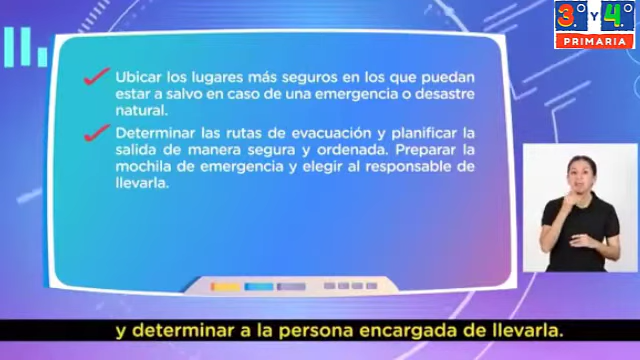 3.º Y 4.º
PRIMARIA
Ubicar los lugares más seguros en los que puedan
estar a salvo en caso de una emergencia o desastre
natural.
Determinar las rutas de evacuación y planificar la
salida de manera segura y ordenada. Preparar la
mochila de emergencia y elegir al responsable de
llevarla.
y determinar a la persona encargada de llevarla.